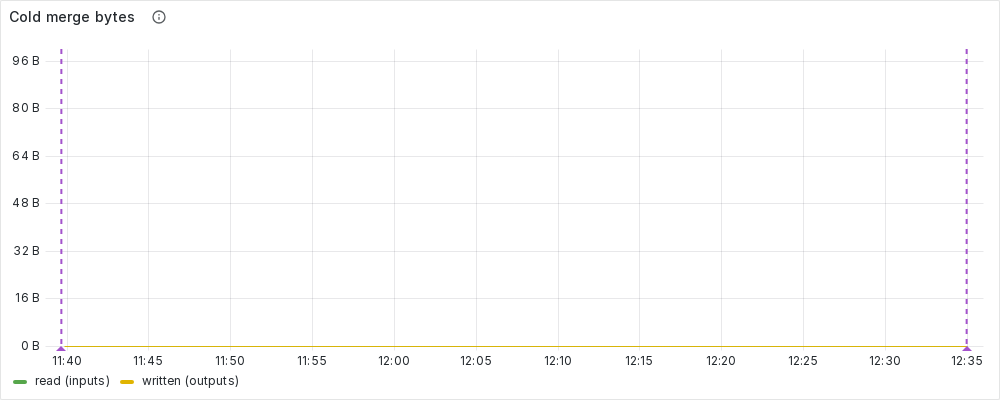 Cold merge bytes
96 B
80 B
64 B
48 B
32 B
16 B
0 B
11:40 11:45 11:50 11:55 12:00 12:05 12:10 12:15 12:20 12:25 12:30 12:35
read (inputs) written (outputs)